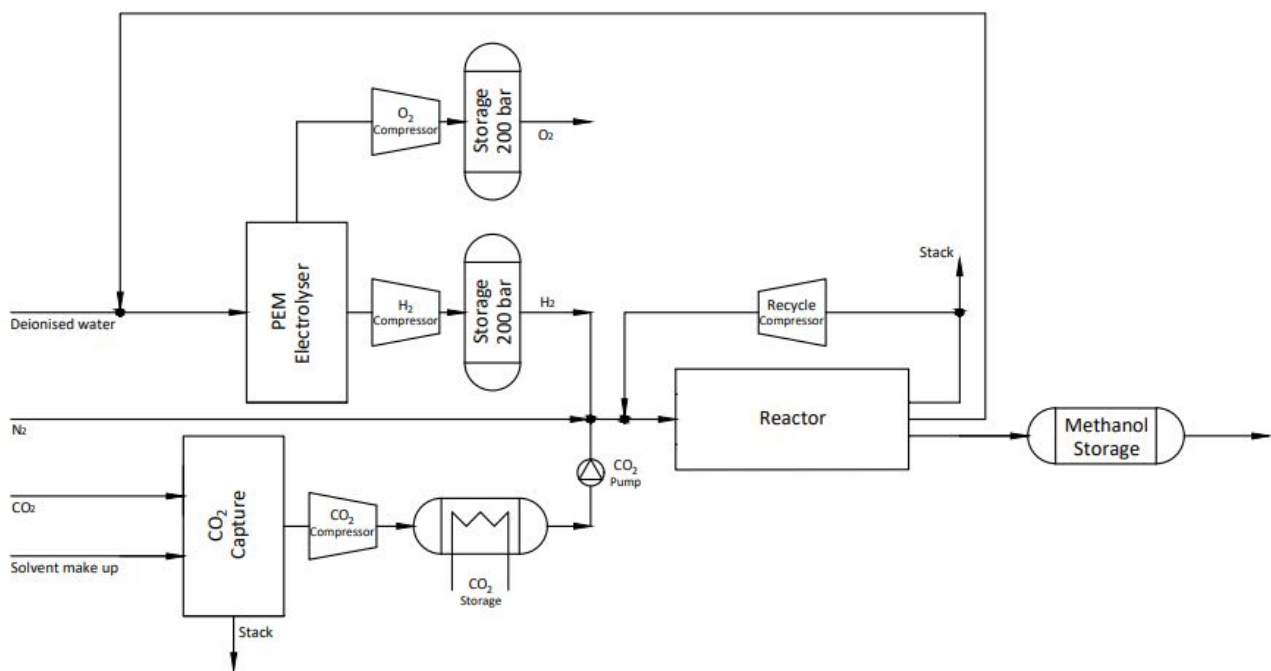 O₂
Compressor
Storage
200 bar
O₂
Deionised water
PEM
Electrolyser
H₂
Compressor
Storage
200 bar
H₂
Stack
Recycle
Compressor
N₂
Reactor
Methanol
Storage
CO₂
Pump
CO₂
Solvent make up
CO₂
Capture
CO₂
Compressor
CO₂
Storage
Stack